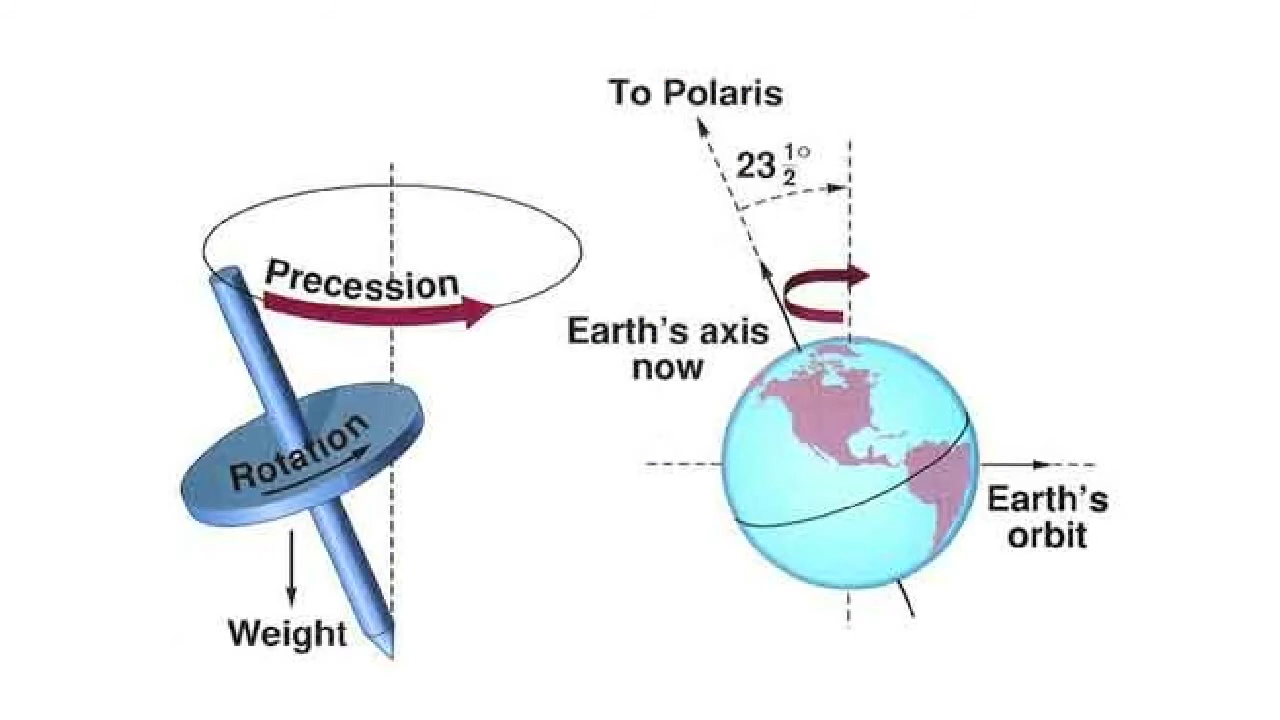 To Polaris
23 1/2°
Precession
Earth's axis
now
Rotation
Earth's
orbit
Weight